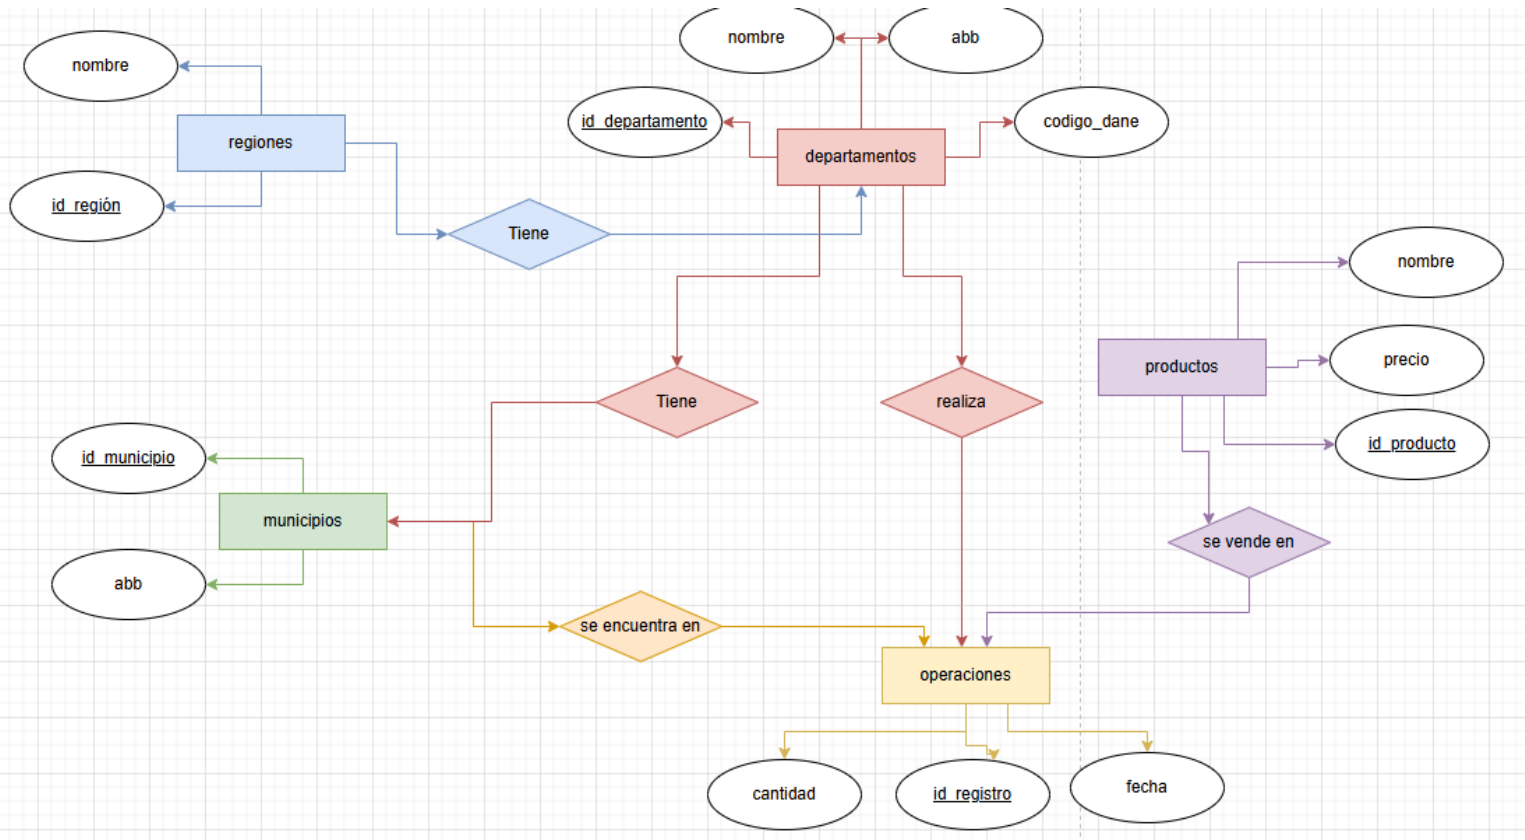 nombre
abb
nombre
id_departamento
codigo_dane
regiones
departamentos
id_región
Tiene
nombre
productos
precio
Tiene
realiza
id_producto
id_municipio
municipios
se vende en
abb
se encuentra en
operaciones
cantidad
id_registro
fecha